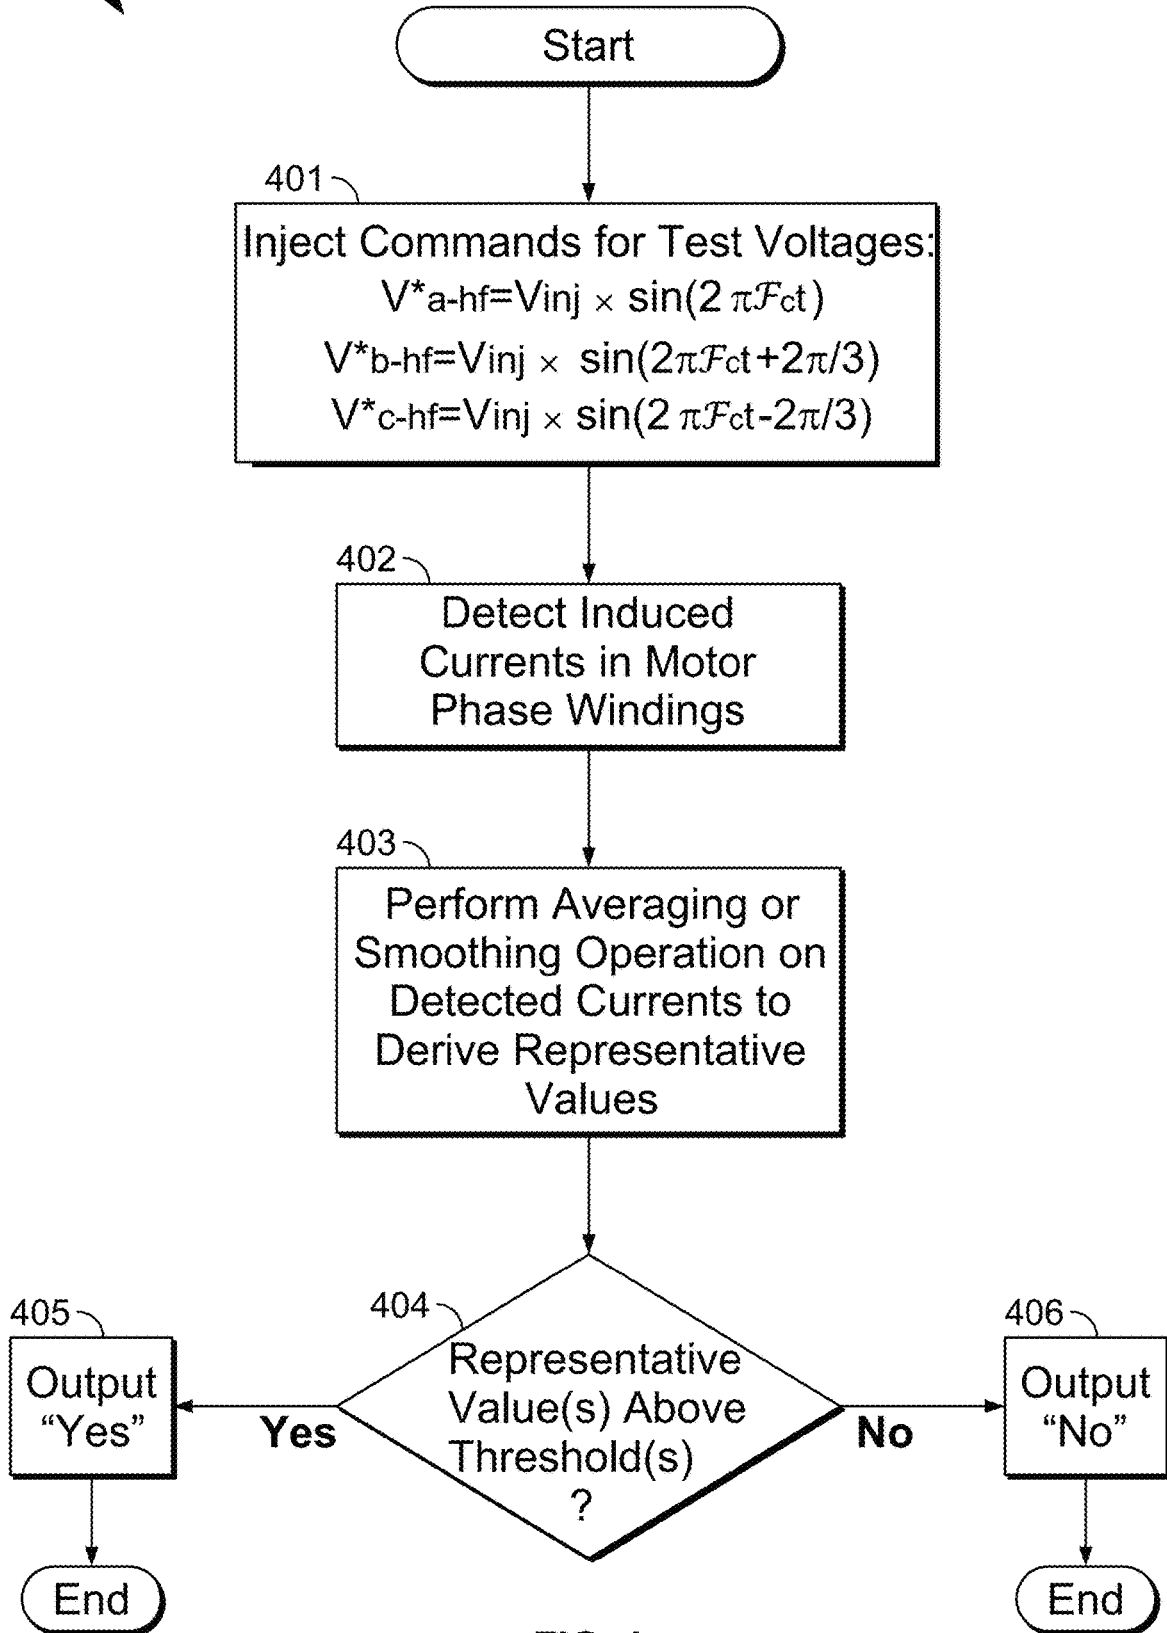 Start
401
Inject Commands for Test Voltages:
V*a-hf=Vinj × sin(2 πℱct)
V*b-hf=Vinj × sin(2πℱct+2π/3)
V*c-hf=Vinj × sin(2 πℱct-2π/3)
402
Detect Induced
Currents in Motor
Phase Windings
403
Perform Averaging or
Smoothing Operation on
Detected Currents to
Derive Representative
Values
404
Representative
Value(s) Above
Threshold(s)
?
Yes
No
405
Output
“Yes”
End
406
Output
“No”
End